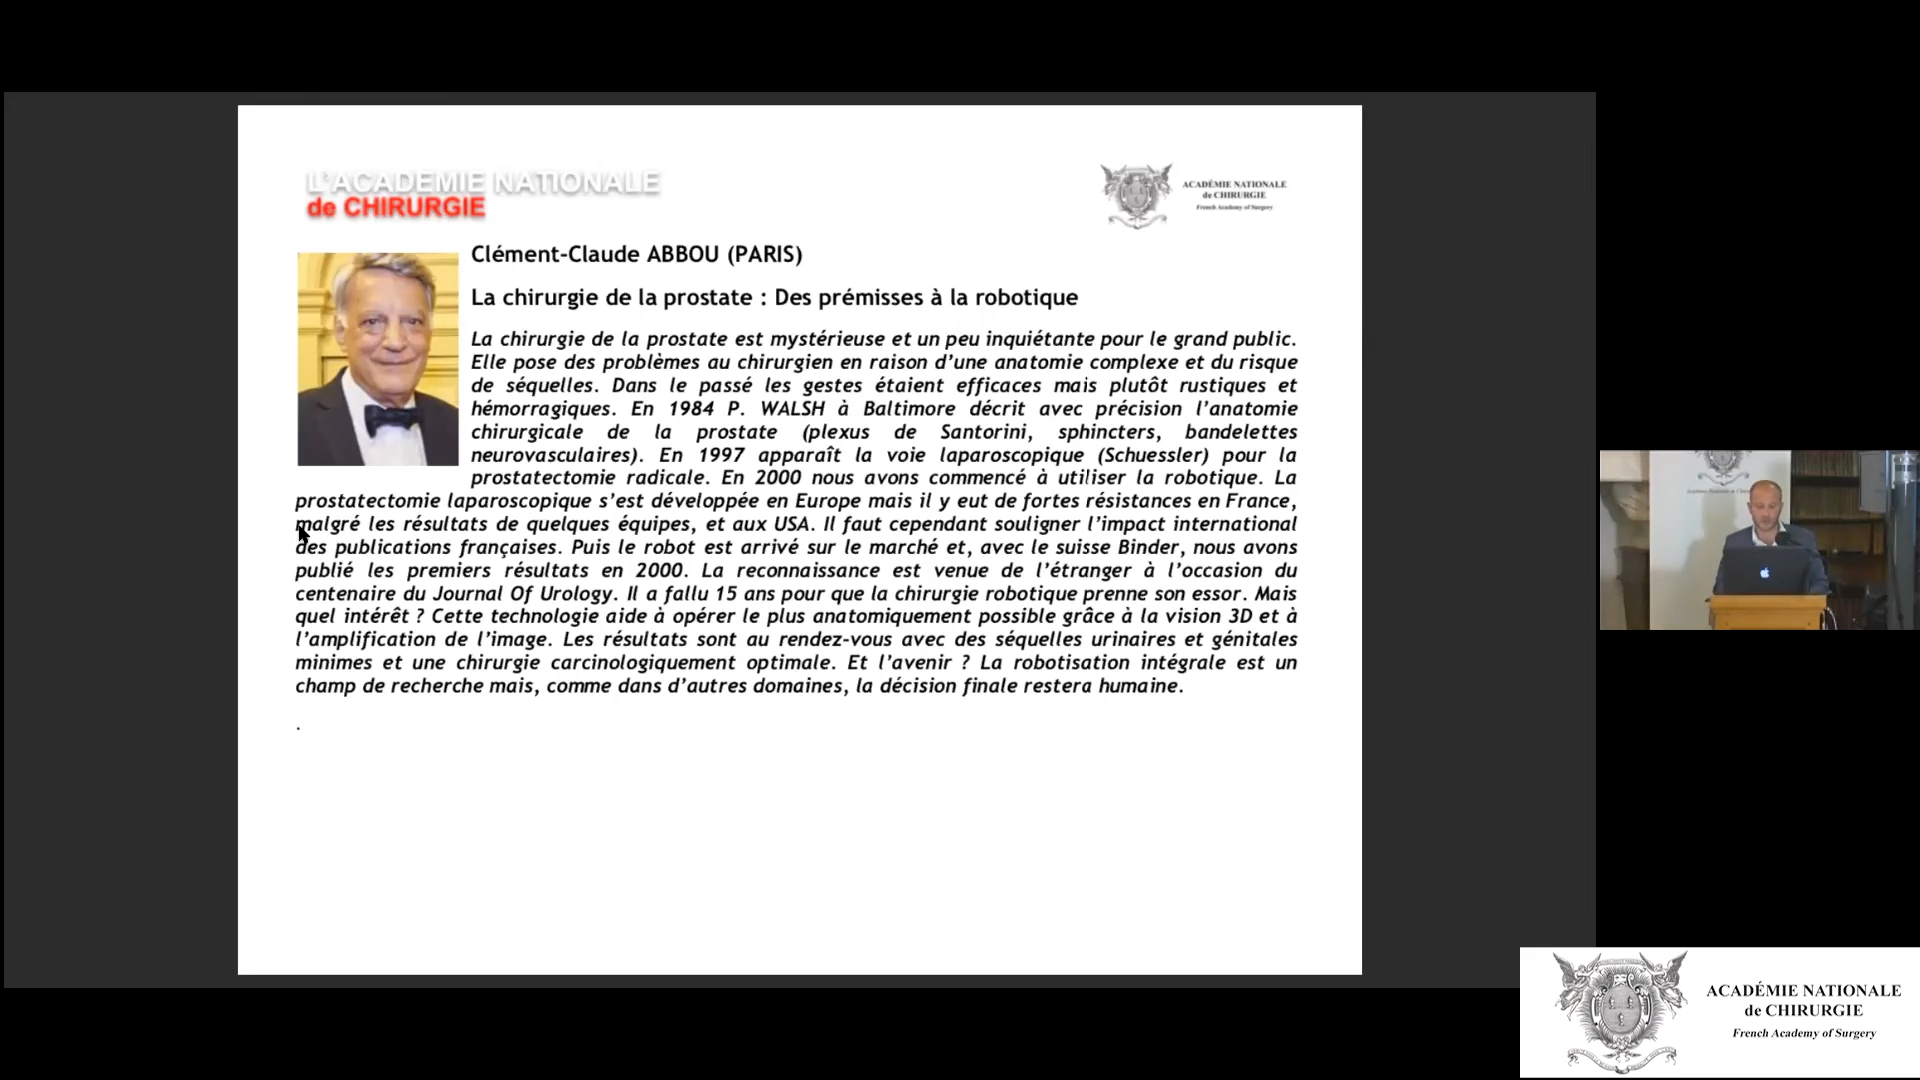 L'ACADEMIE NATIONALE
de CHIRURGIE
ACADÉMIE NATIONALE
de CHIRURGIE
French Academy of Surgery
Clément-Claude ABBOU (PARIS)
La chirurgie de la prostate : Des prémisses à la robotique
La chirurgie de la prostate est mystérieuse et un peu inquiétante pour le grand public.
Elle pose des problèmes au chirurgien en raison d'une anatomie complexe et du risque
de séquelles. Dans le passé les gestes étaient efficaces mais plutôt rustiques et
hémorragiques. En 1984 P. WALSH à Baltimore décrit avec précision l'anatomie
chirurgicale de la prostate (plexus de Santorini, sphincters, bandelettes
neurovasculaires). En 1997 apparaît la voie laparoscopique (Schuessler) pour la
prostatectomie radicale. En 2000 nous avons commencé à utiliser la robotique. La
prostatectomie laparoscopique s'est développée en Europe mais il y eut de fortes résistances en France,
malgré les résultats de quelques équipes, et aux USA. Il faut cependant souligner l'impact international
des publications françaises. Puis le robot est arrivé sur le marché et, avec le suisse Binder, nous avons
publié les premiers résultats en 2000. La reconnaissance est venue de l'étranger à l'occasion du
centenaire du Journal Of Urology. Il a fallu 15 ans pour que la chirurgie robotique prenne son essor. Mais
quel intérêt ? Cette technologie aide à opérer le plus anatomiquement possible grâce à la vision 3D et à
l'amplification de l'image. Les résultats sont au rendez-vous avec des séquelles urinaires et génitales
minimes et une chirurgie carcinologiquement optimale. Et l'avenir ? La robotisation intégrale est un
champ de recherche mais, comme dans d'autres domaines, la décision finale restera humaine.
.
ACADÉMIE NATIONALE
de CHIRURGIE
French Academy of Surgery